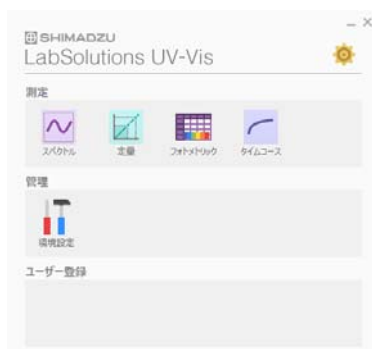 SHIMADZU
LabSolutions UV-Vis
測定
スペクトル 定量 フォトメトリック タイムコース
管理
環境設定
ユーザー登録